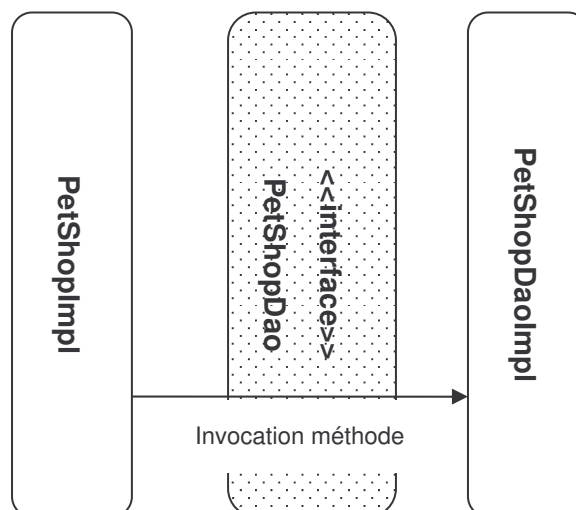 PetShopImpl
<<interface>>
PetShopDao
PetShopDaoImpl
Invocation méthode